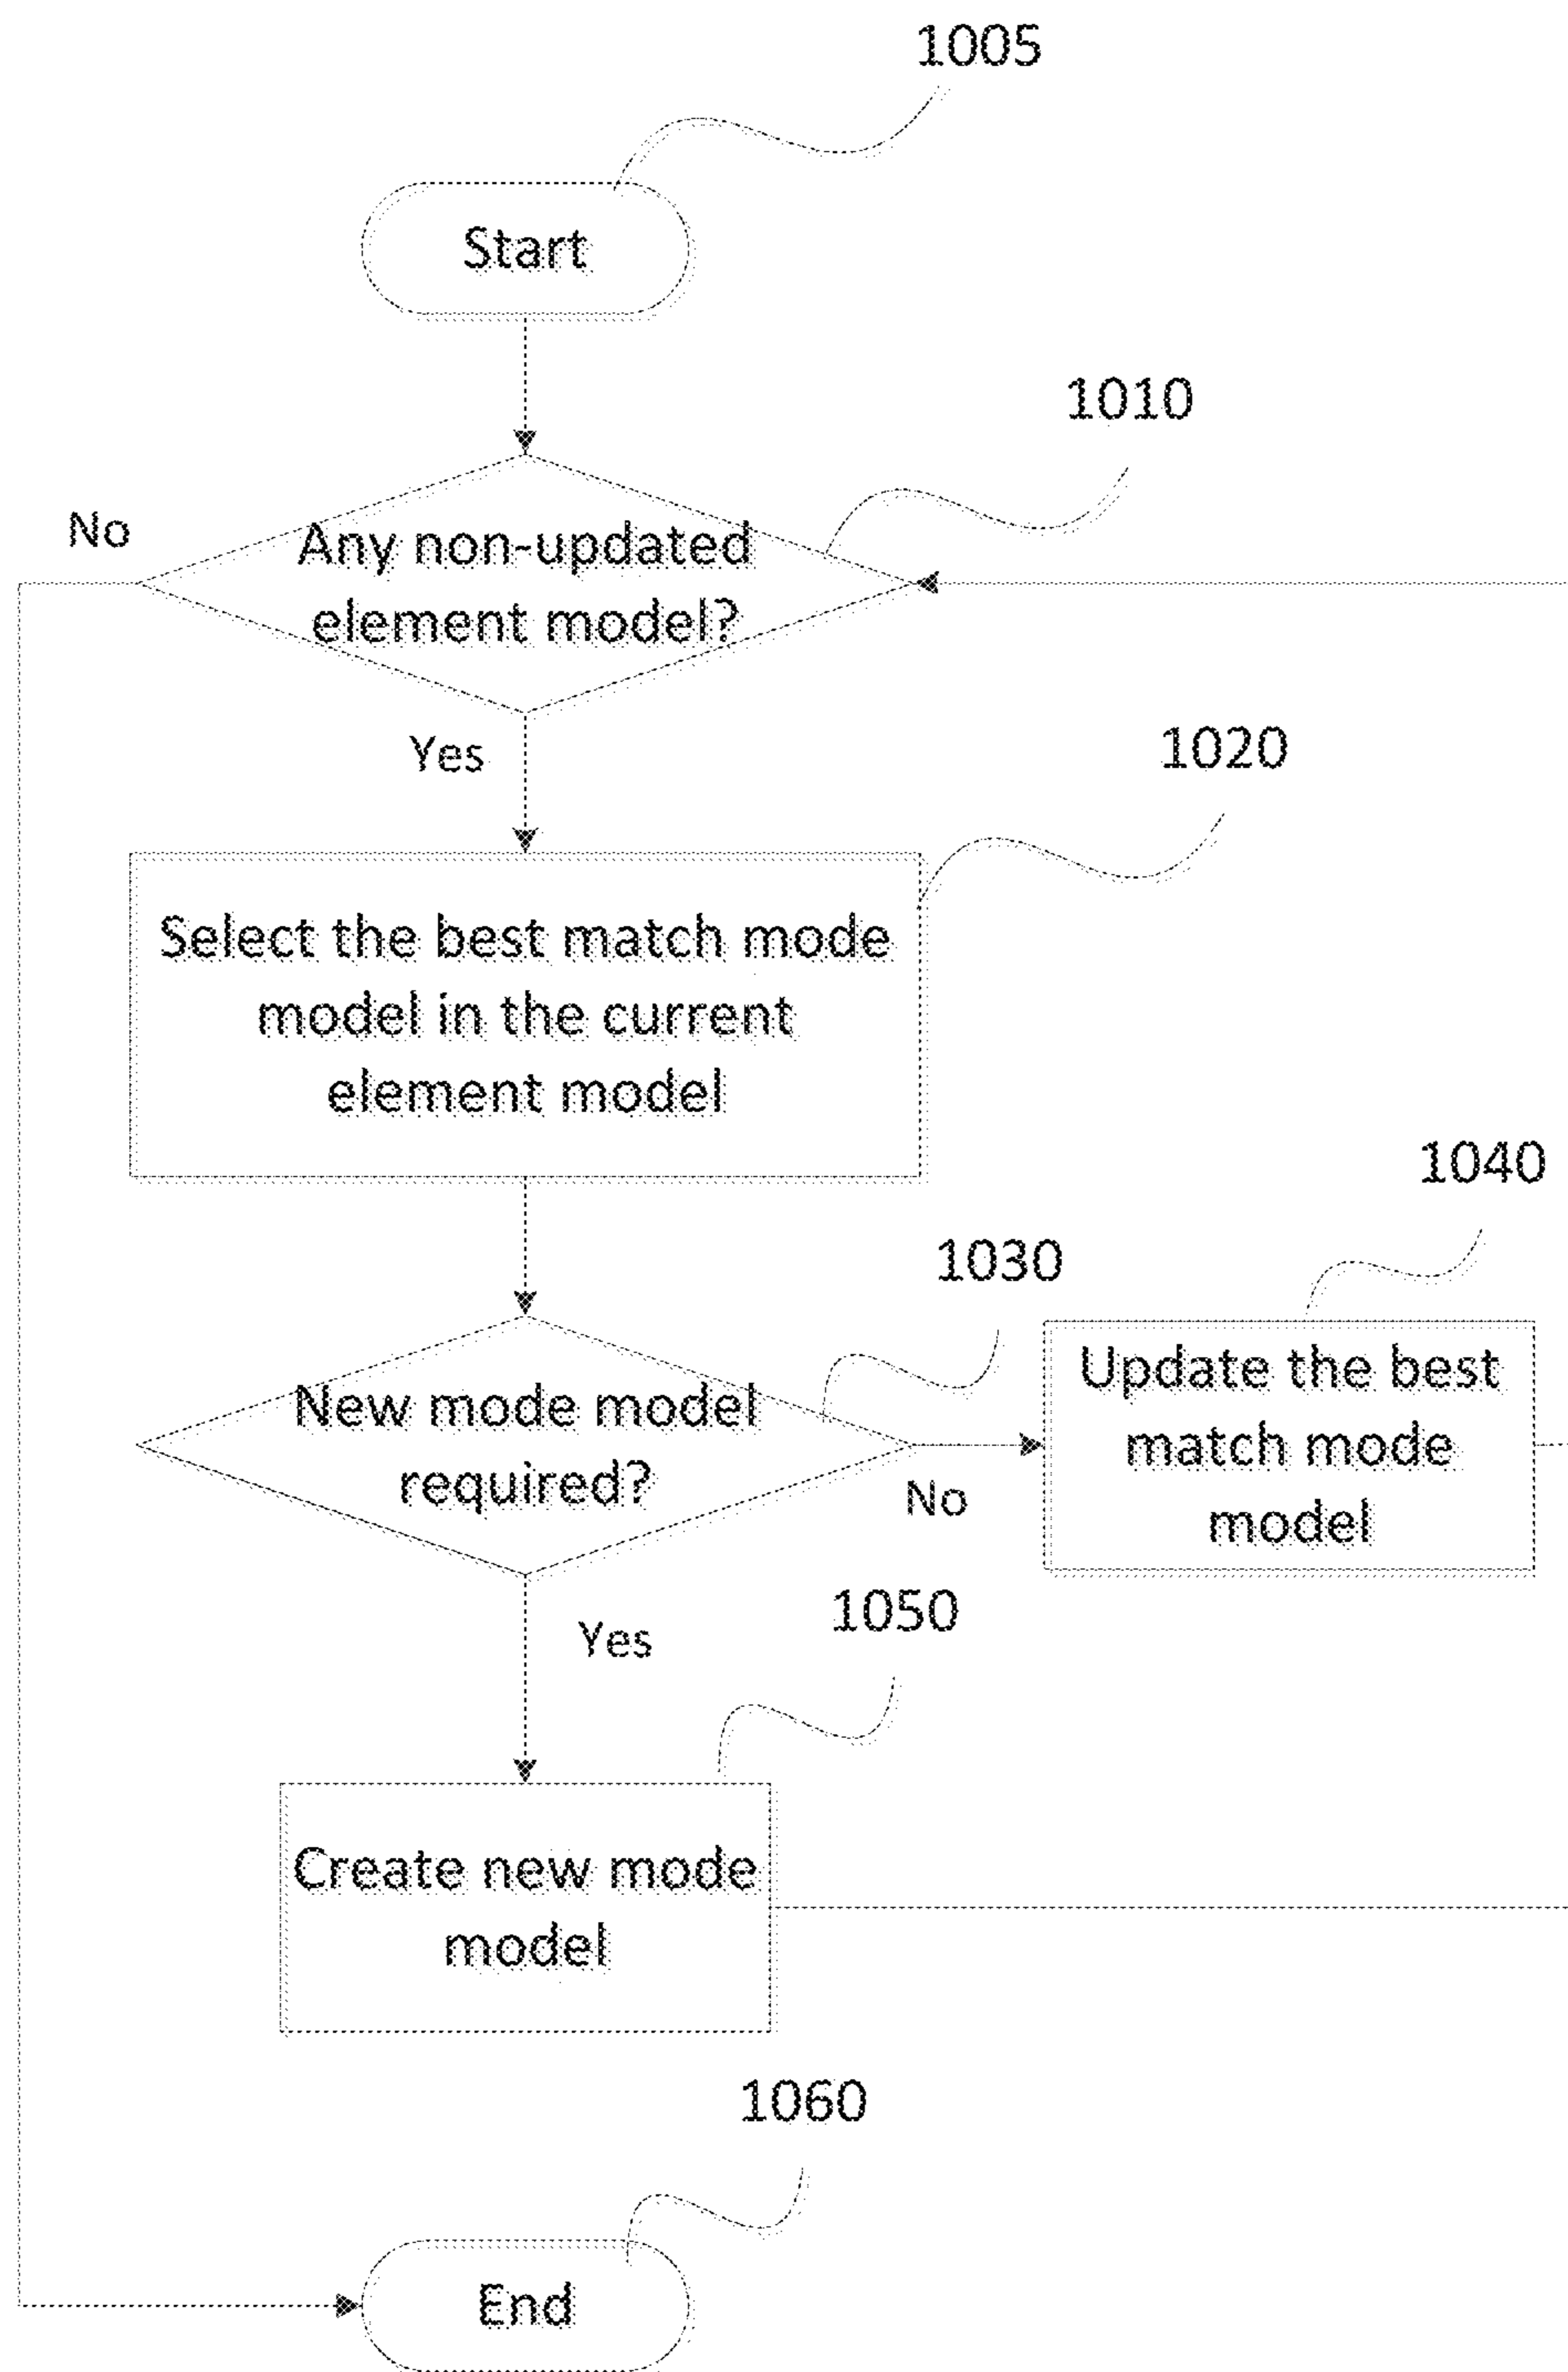 1005
Start
1010
No
Any non-updated
element model?
Yes
1020
Select the best match mode
model in the current
element model
1040
1030
New mode model
required?
No
Update the best
match mode
model
Yes
1050
Create new mode
model
1060
End